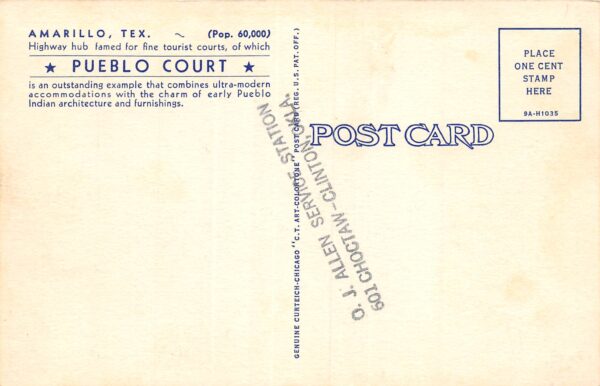 AMARILLO, TEX. ~ (Pop. 60,000)
Highway hub famed for fine tourist courts, of which
★ PUEBLO COURT ★
is an outstanding example that combines ultra-modern
accommodations with the charm of early Pueblo
Indian architecture and furnishings.
GENUINE CURTEICH-CHICAGO "C.T. ART-COLORTONE" POST CARD (REG. U.S. PAT. OFF.)
O. J. ALLEN SERVICE STATION
601 CHOCTAW-CLINTON, OKLA.
POST CARD
PLACE
ONE CENT
STAMP
HERE
9A-H1035